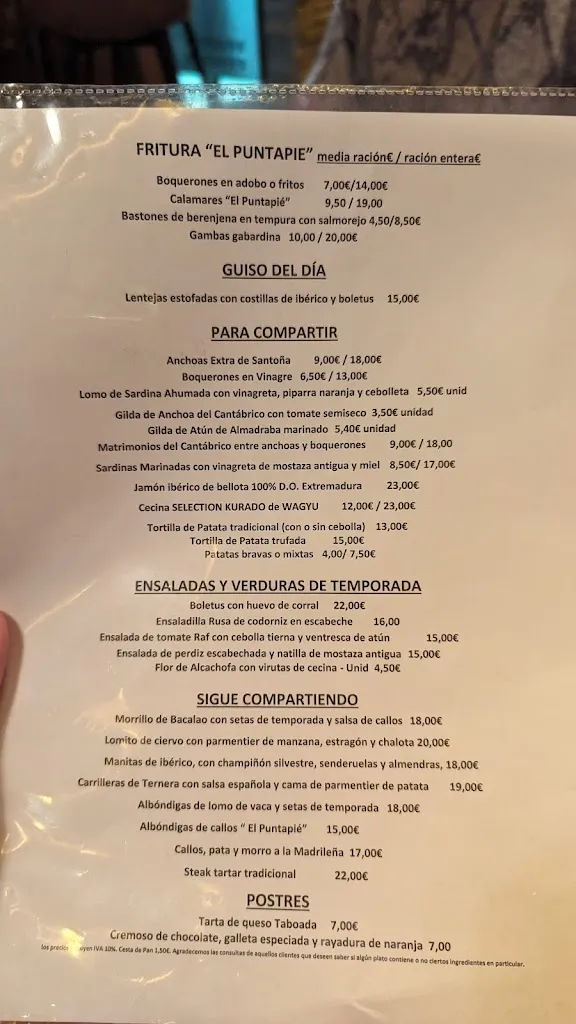 FRITURA “EL PUNTAPIE” media ración€ / ración entera€
Boquerones en adobo o fritos 7,00€/14,00€
Calamares “El Puntapié” 9,50 / 19,00
Bastones de berenjena en tempura con salmorejo 4,50/8,50€
Gambas gabardina 10,00 / 20,00€
GUISO DEL DÍA
Lentejas estofadas con costillas de ibérico y boletus 15,00€
PARA COMPARTIR
Anchoas Extra de Santoña 9,00€ / 18,00€
Boquerones en Vinagre 6,50€ / 13,00€
Lomo de Sardina Ahumada con vinagreta, piparra naranja y cebolleta 5,50€ unid
Gilda de Anchoa del Cantábrico con tomate semiseco 3,50€ unidad
Gilda de Atún de Almadraba marinado 5,40€ unidad
Matrimonios del Cantábrico entre anchoas y boquerones 9,00€ / 18,00
Sardinas Marinadas con vinagreta de mostaza antigua y miel 8,50€/ 17,00€
Jamón ibérico de bellota 100% D.O. Extremadura 23,00€
Cecina SELECTION KURADO de WAGYU 12,00€ / 23,00€
Tortilla de Patata tradicional (con o sin cebolla) 13,00€
Tortilla de Patata trufada 15,00€
Patatas bravas o mixtas 4,00/ 7,50€
ENSALADAS Y VERDURAS DE TEMPORADA
Boletus con huevo de corral 22,00€
Ensaladilla Rusa de codorniz en escabeche 16,00
Ensalada de tomate Raf con cebolla tierna y ventresca de atún 15,00€
Ensalada de perdiz escabechada y natilla de mostaza antigua 15,00€
Flor de Alcachofa con virutas de cecina - Unid 4,50€
SIGUE COMPARTIENDO
Morrillo de Bacalao con setas de temporada y salsa de callos 18,00€
Lomito de ciervo con parmentier de manzana, estragón y chalota 20,00€
Manitas de ibérico, con champiñón silvestre, senderuelas y almendras, 18,00€
Carrilleras de Ternera con salsa española y cama de parmentier de patata 19,00€
Albóndigas de lomo de vaca y setas de temporada 18,00€
Albóndigas de callos “ El Puntapié” 15,00€
Callos, pata y morro a la Madrileña 17,00€
Steak tartar tradicional 22,00€
POSTRES
Tarta de queso Taboada 7,00€
Cremoso de chocolate, galleta especiada y rayadura de naranja 7,00
los IVA 10%. Cesta de Pan 1,50€. Agradecemos las consultas de aquellos clientes que deseen saber si algún plato contiene o no ciertos ingredientes en particular.